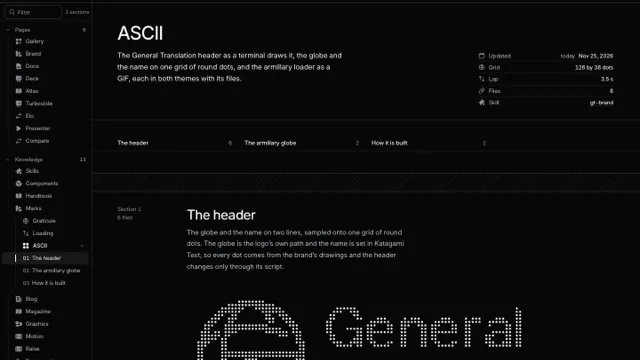 Filter
2 sections
Pages 9
Gallery
Brand
Docs
Deck
Atlas
Turboslide
Elo
Presenter
Compare
Knowledge 13
Skills
Components
Handbook
Marks
Graticule
Loading
ASCII
01 The header
02 The armillary globe
03 How it is built
Blog
Magazine
Graphics
Motion
Raise
ASCII
The General Translation header as a terminal draws it, the globe and
the name on one grid of round dots, and the armillary loader as a
GIF, each in both themes with its files.
Updated today Nov 25, 2026
Grid 126 by 38 dots
Lap 3.5 s
Files 8
Skill gt-brand
The header 6
The armillary globe 2
How it is built 2
Section 1
6 files
The header
The globe and the name on two lines, sampled onto one grid of round
dots. The globe is the logo's own path and the name is set in Katagami
Text, so every dot comes from the brand's drawings and the header
changes only through its script.
General